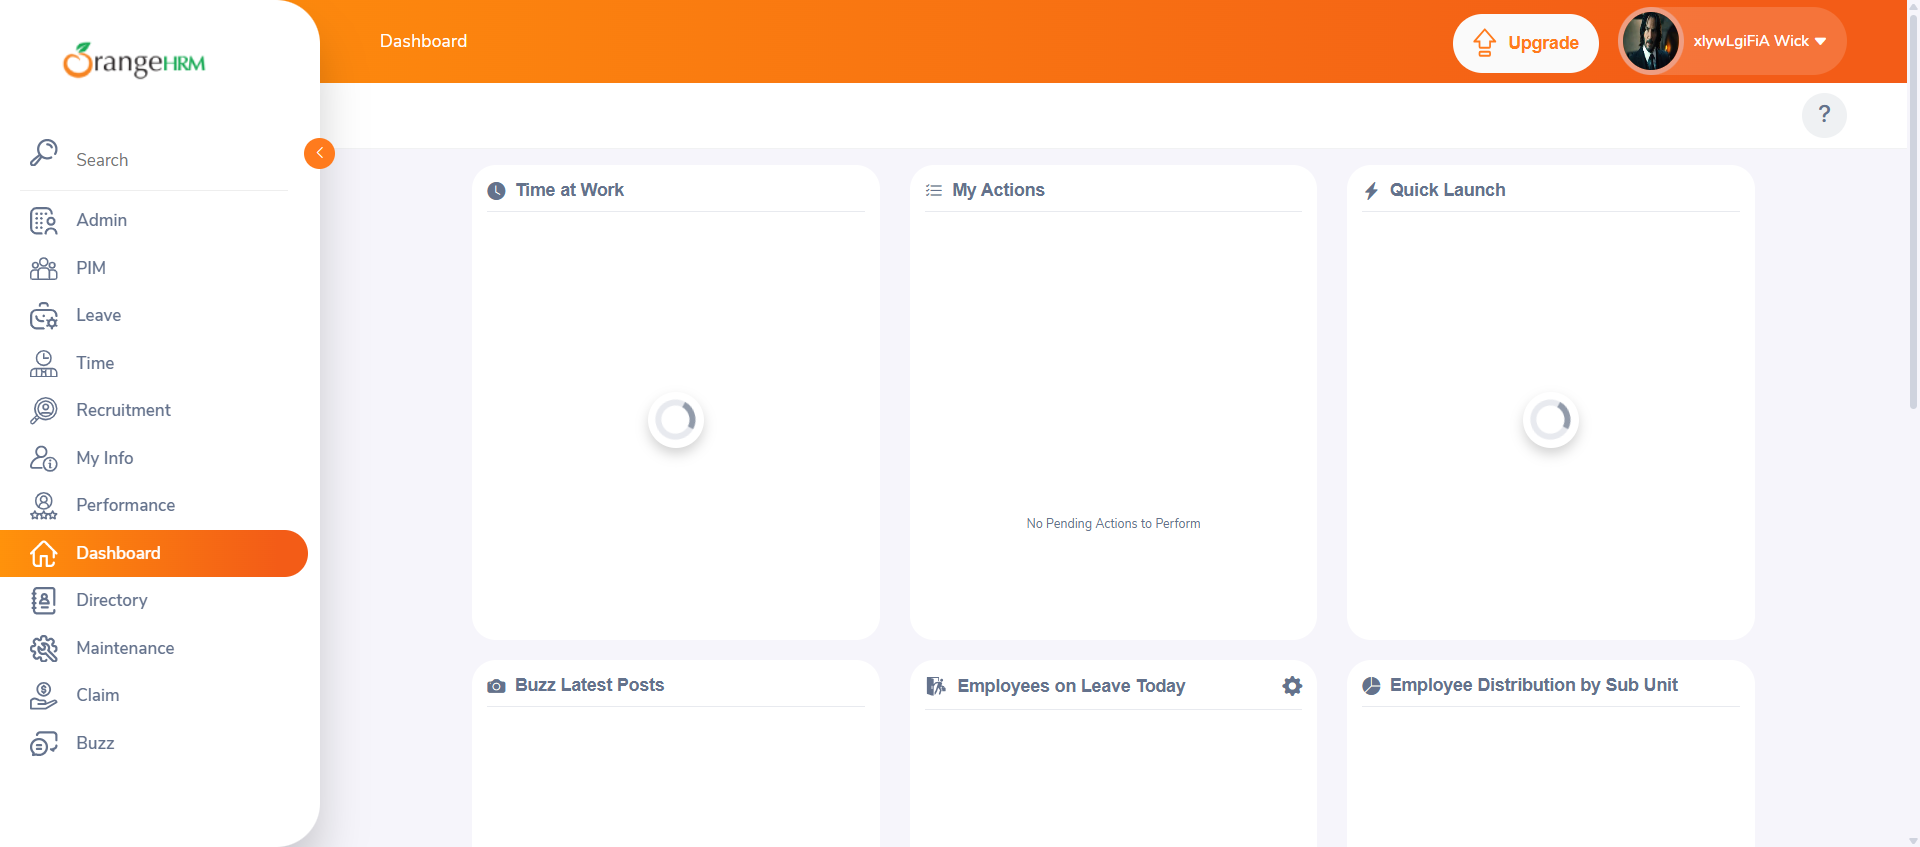 OrangeHRM
Dashboard
Upgrade
xlywLgiFiA Wick
?
Search
Admin
PIM
Leave
Time
Recruitment
My Info
Performance
Dashboard
Directory
Maintenance
Claim
Buzz
Time at Work
My Actions
No Pending Actions to Perform
Quick Launch
Buzz Latest Posts
Employees on Leave Today
Employee Distribution by Sub Unit